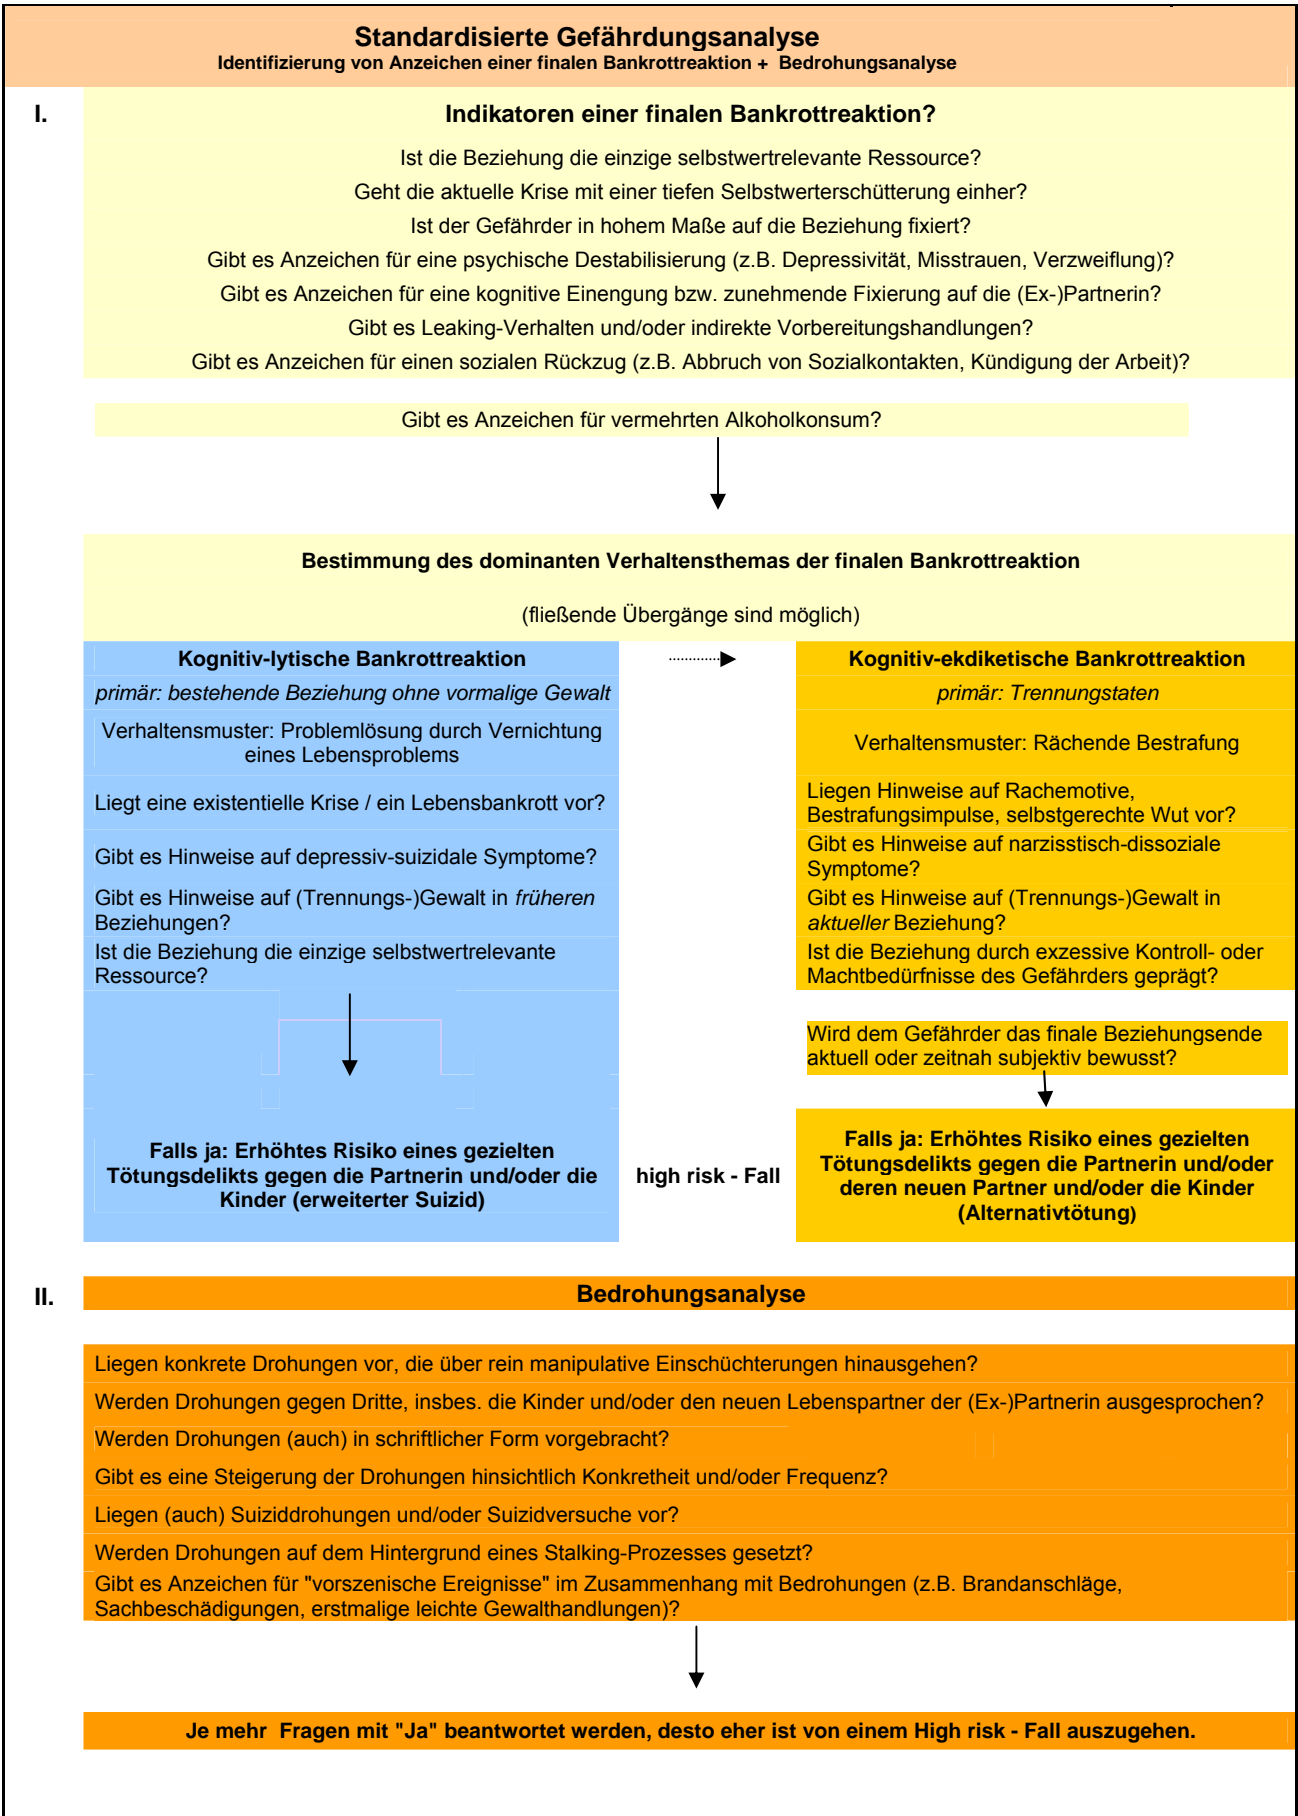 Standardisierte Gefährdungsanalyse
Identifizierung von Anzeichen einer finalen Bankrottreaktion + Bedrohungsanalyse
I.
Indikatoren einer finalen Bankrottreaktion?
Ist die Beziehung die einzige selbstwertrelevante Ressource?
Geht die aktuelle Krise mit einer tiefen Selbstwerterschütterung einher?
Ist der Gefährder in hohem Maße auf die Beziehung fixiert?
Gibt es Anzeichen für eine psychische Destabilisierung (z.B. Depressivität, Misstrauen, Verzweiflung)?
Gibt es Anzeichen für eine kognitive Einengung bzw. zunehmende Fixierung auf die (Ex-)Partnerin?
Gibt es Leaking-Verhalten und/oder indirekte Vorbereitungshandlungen?
Gibt es Anzeichen für einen sozialen Rückzug (z.B. Abbruch von Sozialkontakten, Kündigung der Arbeit)?
Gibt es Anzeichen für vermehrten Alkoholkonsum?
Bestimmung des dominanten Verhaltensthemas der finalen Bankrottreaktion
(fließende Übergänge sind möglich)
Kognitiv-lytische Bankrottreaktion
primär: bestehende Beziehung ohne vormalige Gewalt
Verhaltensmuster: Problemlösung durch Vernichtung
eines Lebensproblems
Liegt eine existentielle Krise / ein Lebensbankrott vor?
Gibt es Hinweise auf depressiv-suizidale Symptome?
Gibt es Hinweise auf (Trennungs-)Gewalt in früheren
Beziehungen?
Ist die Beziehung die einzige selbstwertrelevante
Ressource?
Falls ja: Erhöhtes Risiko eines gezielten
Tötungsdelikts gegen die Partnerin und/oder die
Kinder (erweiterter Suizid)
high risk - Fall
Kognitiv-ekdiketische Bankrottreaktion
primär: Trennungstaten
Verhaltensmuster: Rächende Bestrafung
Liegen Hinweise auf Rachemotive,
Bestrafungsimpulse, selbstgerechte Wut vor?
Gibt es Hinweise auf narzisstisch-dissoziale
Symptome?
Gibt es Hinweise auf (Trennungs-)Gewalt in
aktueller Beziehung?
Ist die Beziehung durch exzessive Kontroll- oder
Machtbedürfnisse des Gefährders geprägt?
Wird dem Gefährder das finale Beziehungsende
aktuell oder zeitnah subjektiv bewusst?
Falls ja: Erhöhtes Risiko eines gezielten
Tötungsdelikts gegen die Partnerin und/oder
deren neuen Partner und/oder die Kinder
(Alternativtötung)
II.
Bedrohungsanalyse
Liegen konkrete Drohungen vor, die über rein manipulative Einschüchterungen hinausgehen?
Werden Drohungen gegen Dritte, insbes. die Kinder und/oder den neuen Lebenspartner der (Ex-)Partnerin ausgesprochen?
Werden Drohungen (auch) in schriftlicher Form vorgebracht?
Gibt es eine Steigerung der Drohungen hinsichtlich Konkretheit und/oder Frequenz?
Liegen (auch) Suiziddrohungen und/oder Suizidversuche vor?
Werden Drohungen auf dem Hintergrund eines Stalking-Prozesses gesetzt?
Gibt es Anzeichen für "vorszenische Ereignisse" im Zusammenhang mit Bedrohungen (z.B. Brandanschläge,
Sachbeschädigungen, erstmalige leichte Gewalthandlungen)?
Je mehr Fragen mit "Ja" beantwortet werden, desto eher ist von einem High risk - Fall auszugehen.